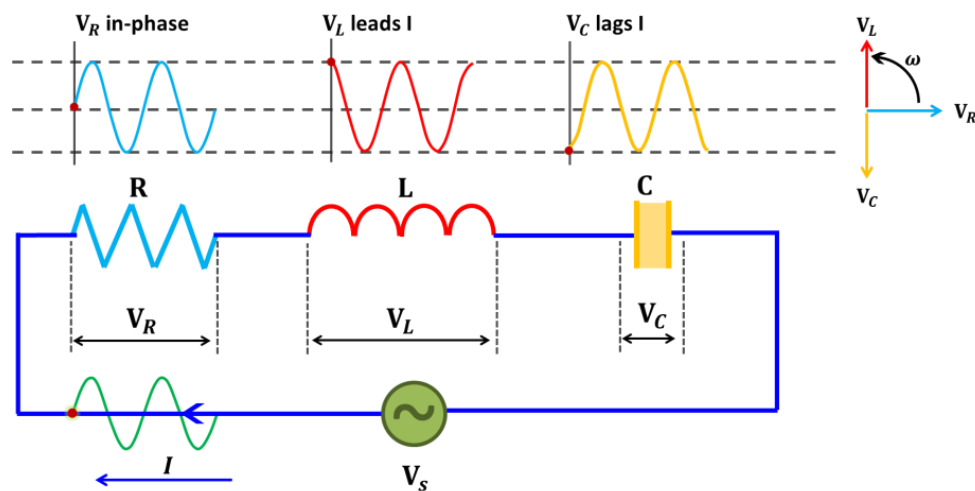 V_R in-phase
V_L leads I
V_C lags I
V_L
ω
V_R
V_C
R
L
C
V_R
V_L
V_C
I
V_s